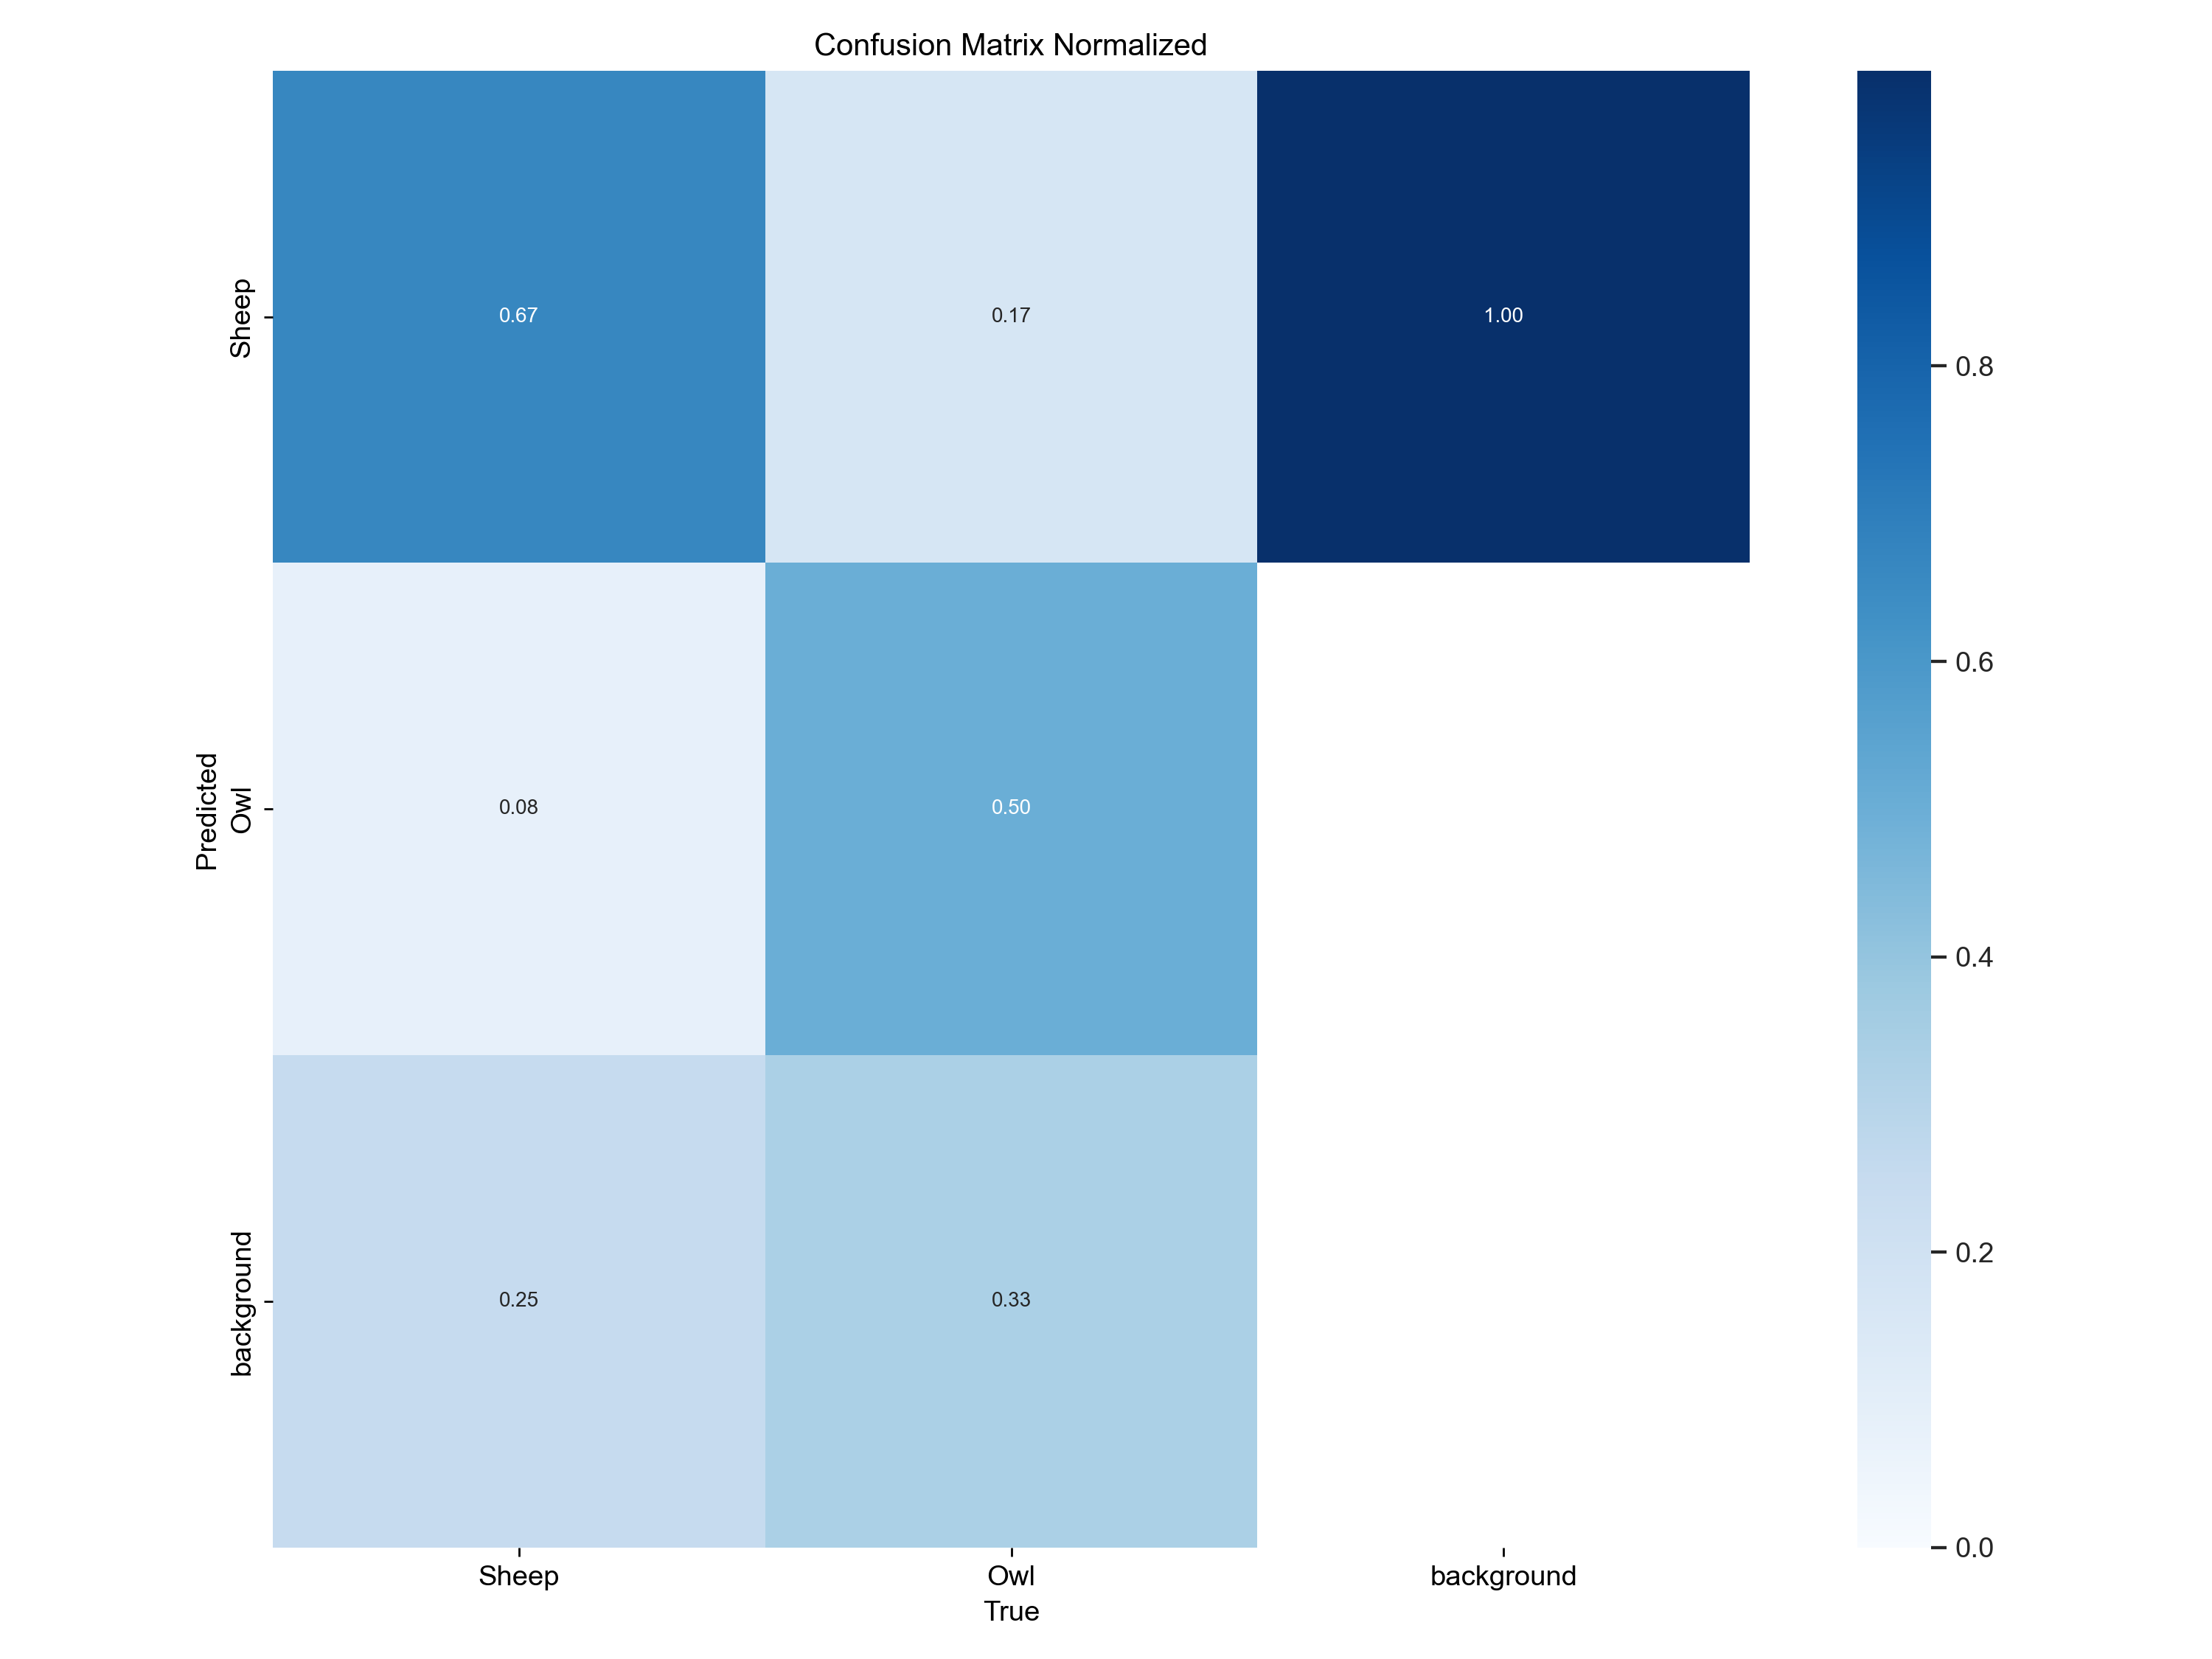 Confusion Matrix Normalized
Sheep
0.67
0.17
1.00
0.8
0.6
Predicted
Owl
0.08
0.50
0.4
background
0.25
0.33
0.2
0.0
Sheep
Owl
background
True